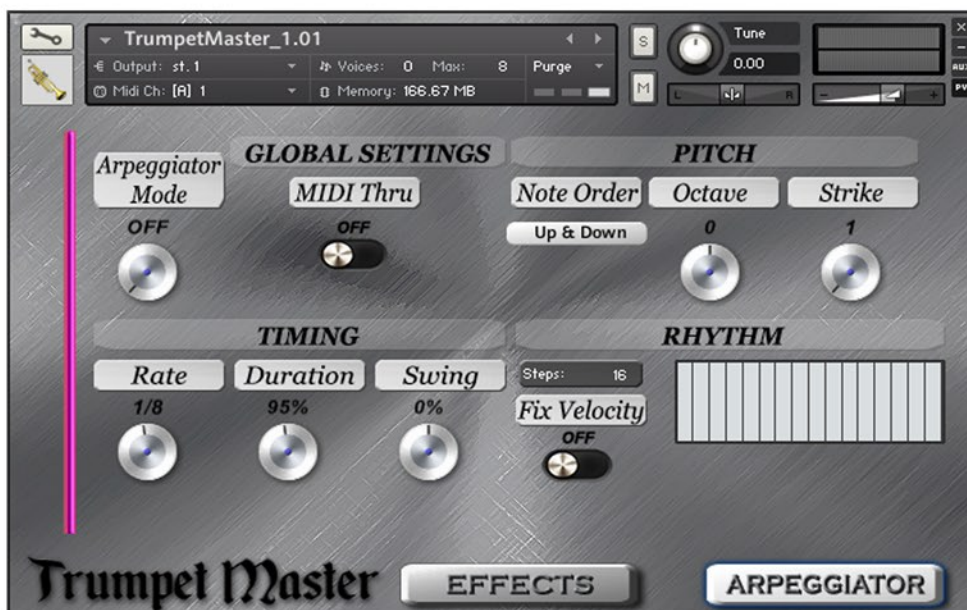 TrumpetMaster_1.01
S
Tune
Output: st. 1
Voices: 0 Max: 8
Purge
0.00
AUX
Midi Ch: [A] 1
Memory: 166.67 MB
M
L
R
PV
Arpeggiator
Mode
OFF
GLOBAL SETTINGS
MIDI Thru
OFF
PITCH
Note Order
Octave
Strike
Up & Down
0
1
TIMING
Rate
Duration
Swing
1/8
95%
0%
RHYTHM
Steps: 16
Fix Velocity
OFF
Trumpet Master
EFFECTS
ARPEGGIATOR